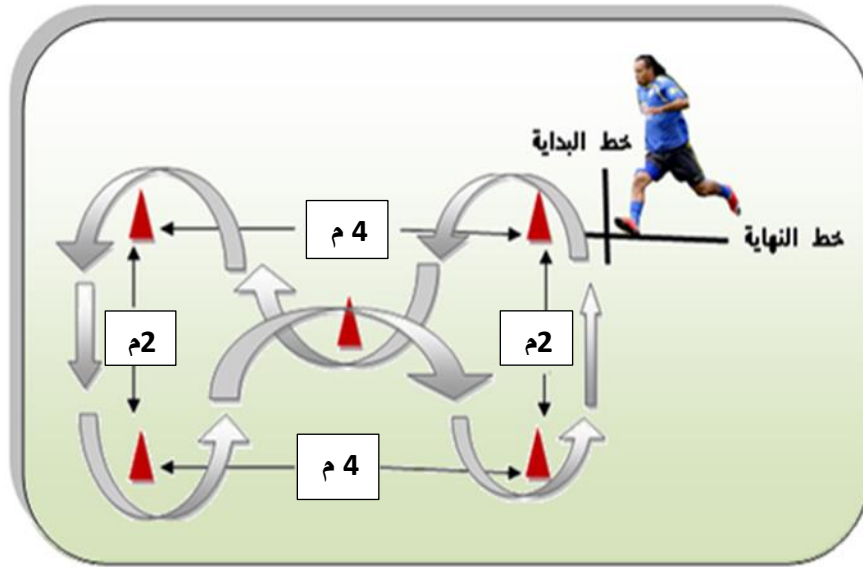 خط البداية
4 م
خط النهاية
2م
2م
4 م